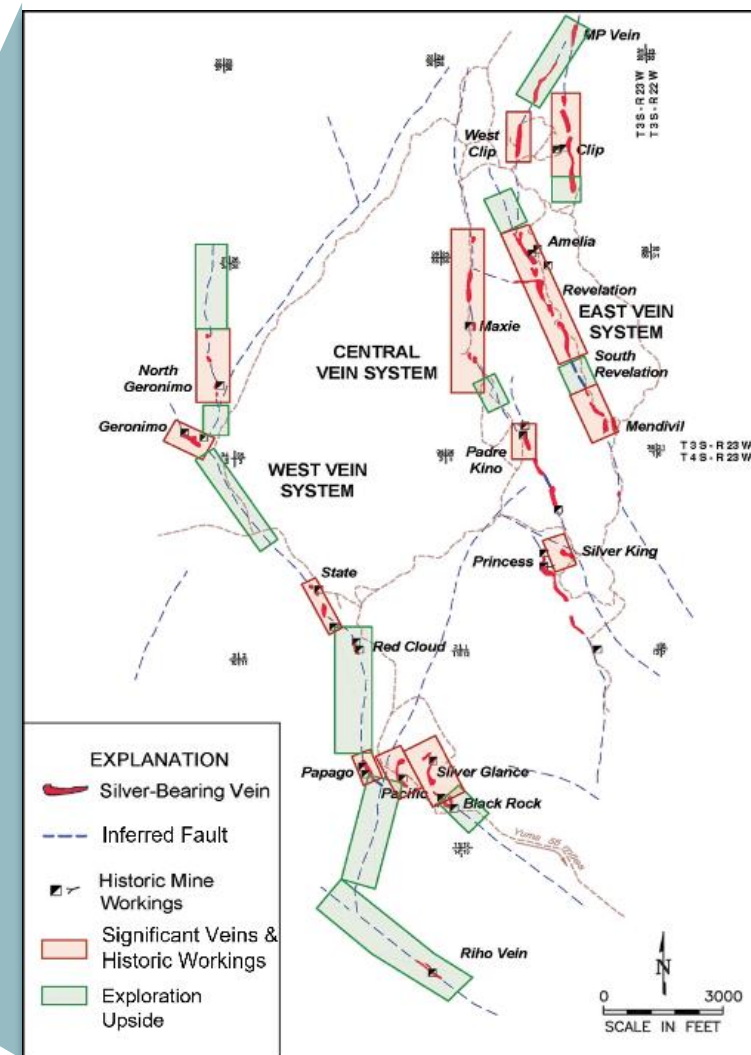 MP Vein
T 3 S - R 23 W
T 3 S - R 22 W
West
Clip
Clip
Amelia
Revelation
EAST VEIN
SYSTEM
Maxie
CENTRAL
VEIN SYSTEM
South
Revelation
North
Geronimo
Geronimo
Mendivil
Padre
Kino
T 3 S - R 23 W
T 4 S - R 23 W
WEST VEIN
SYSTEM
Silver King
Princess
State
Red Cloud
Papago
Pacific
Silver Glance
Black Rock
Yuma 55 miles
Riho Vein
EXPLANATION
Silver-Bearing Vein
Inferred Fault
Historic Mine
Workings
Significant Veins &
Historic Workings
Exploration
Upside
N
0 3000
SCALE IN FEET